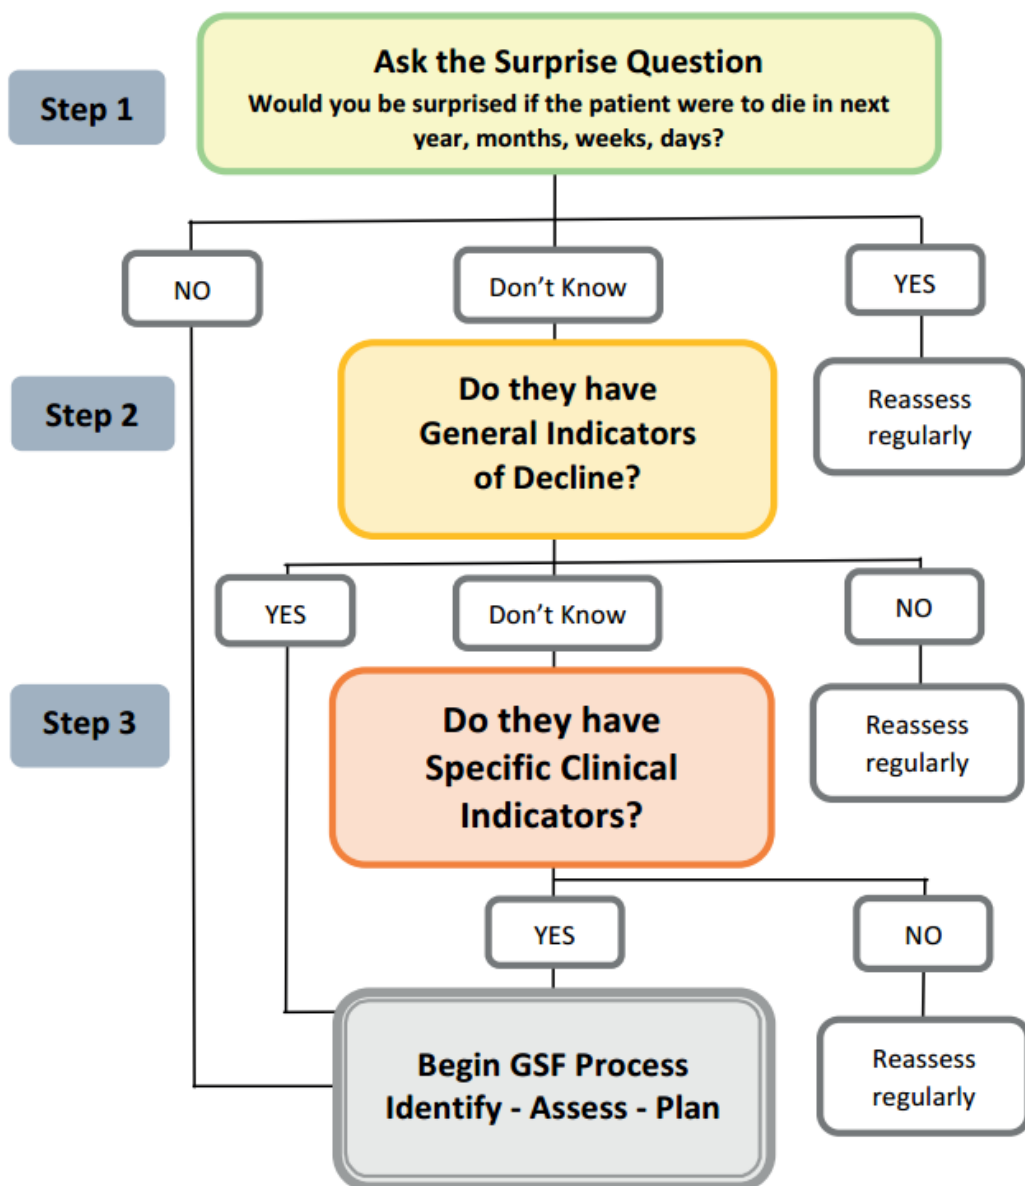 Step 1
Ask the Surprise Question
Would you be surprised if the patient were to die in next
year, months, weeks, days?
NO
Don’t Know
YES
Step 2
Do they have
General Indicators
of Decline?
Reassess
regularly
YES
Don’t Know
NO
Step 3
Do they have
Specific Clinical
Indicators?
Reassess
regularly
YES
NO
Begin GSF Process
Identify - Assess - Plan
Reassess
regularly